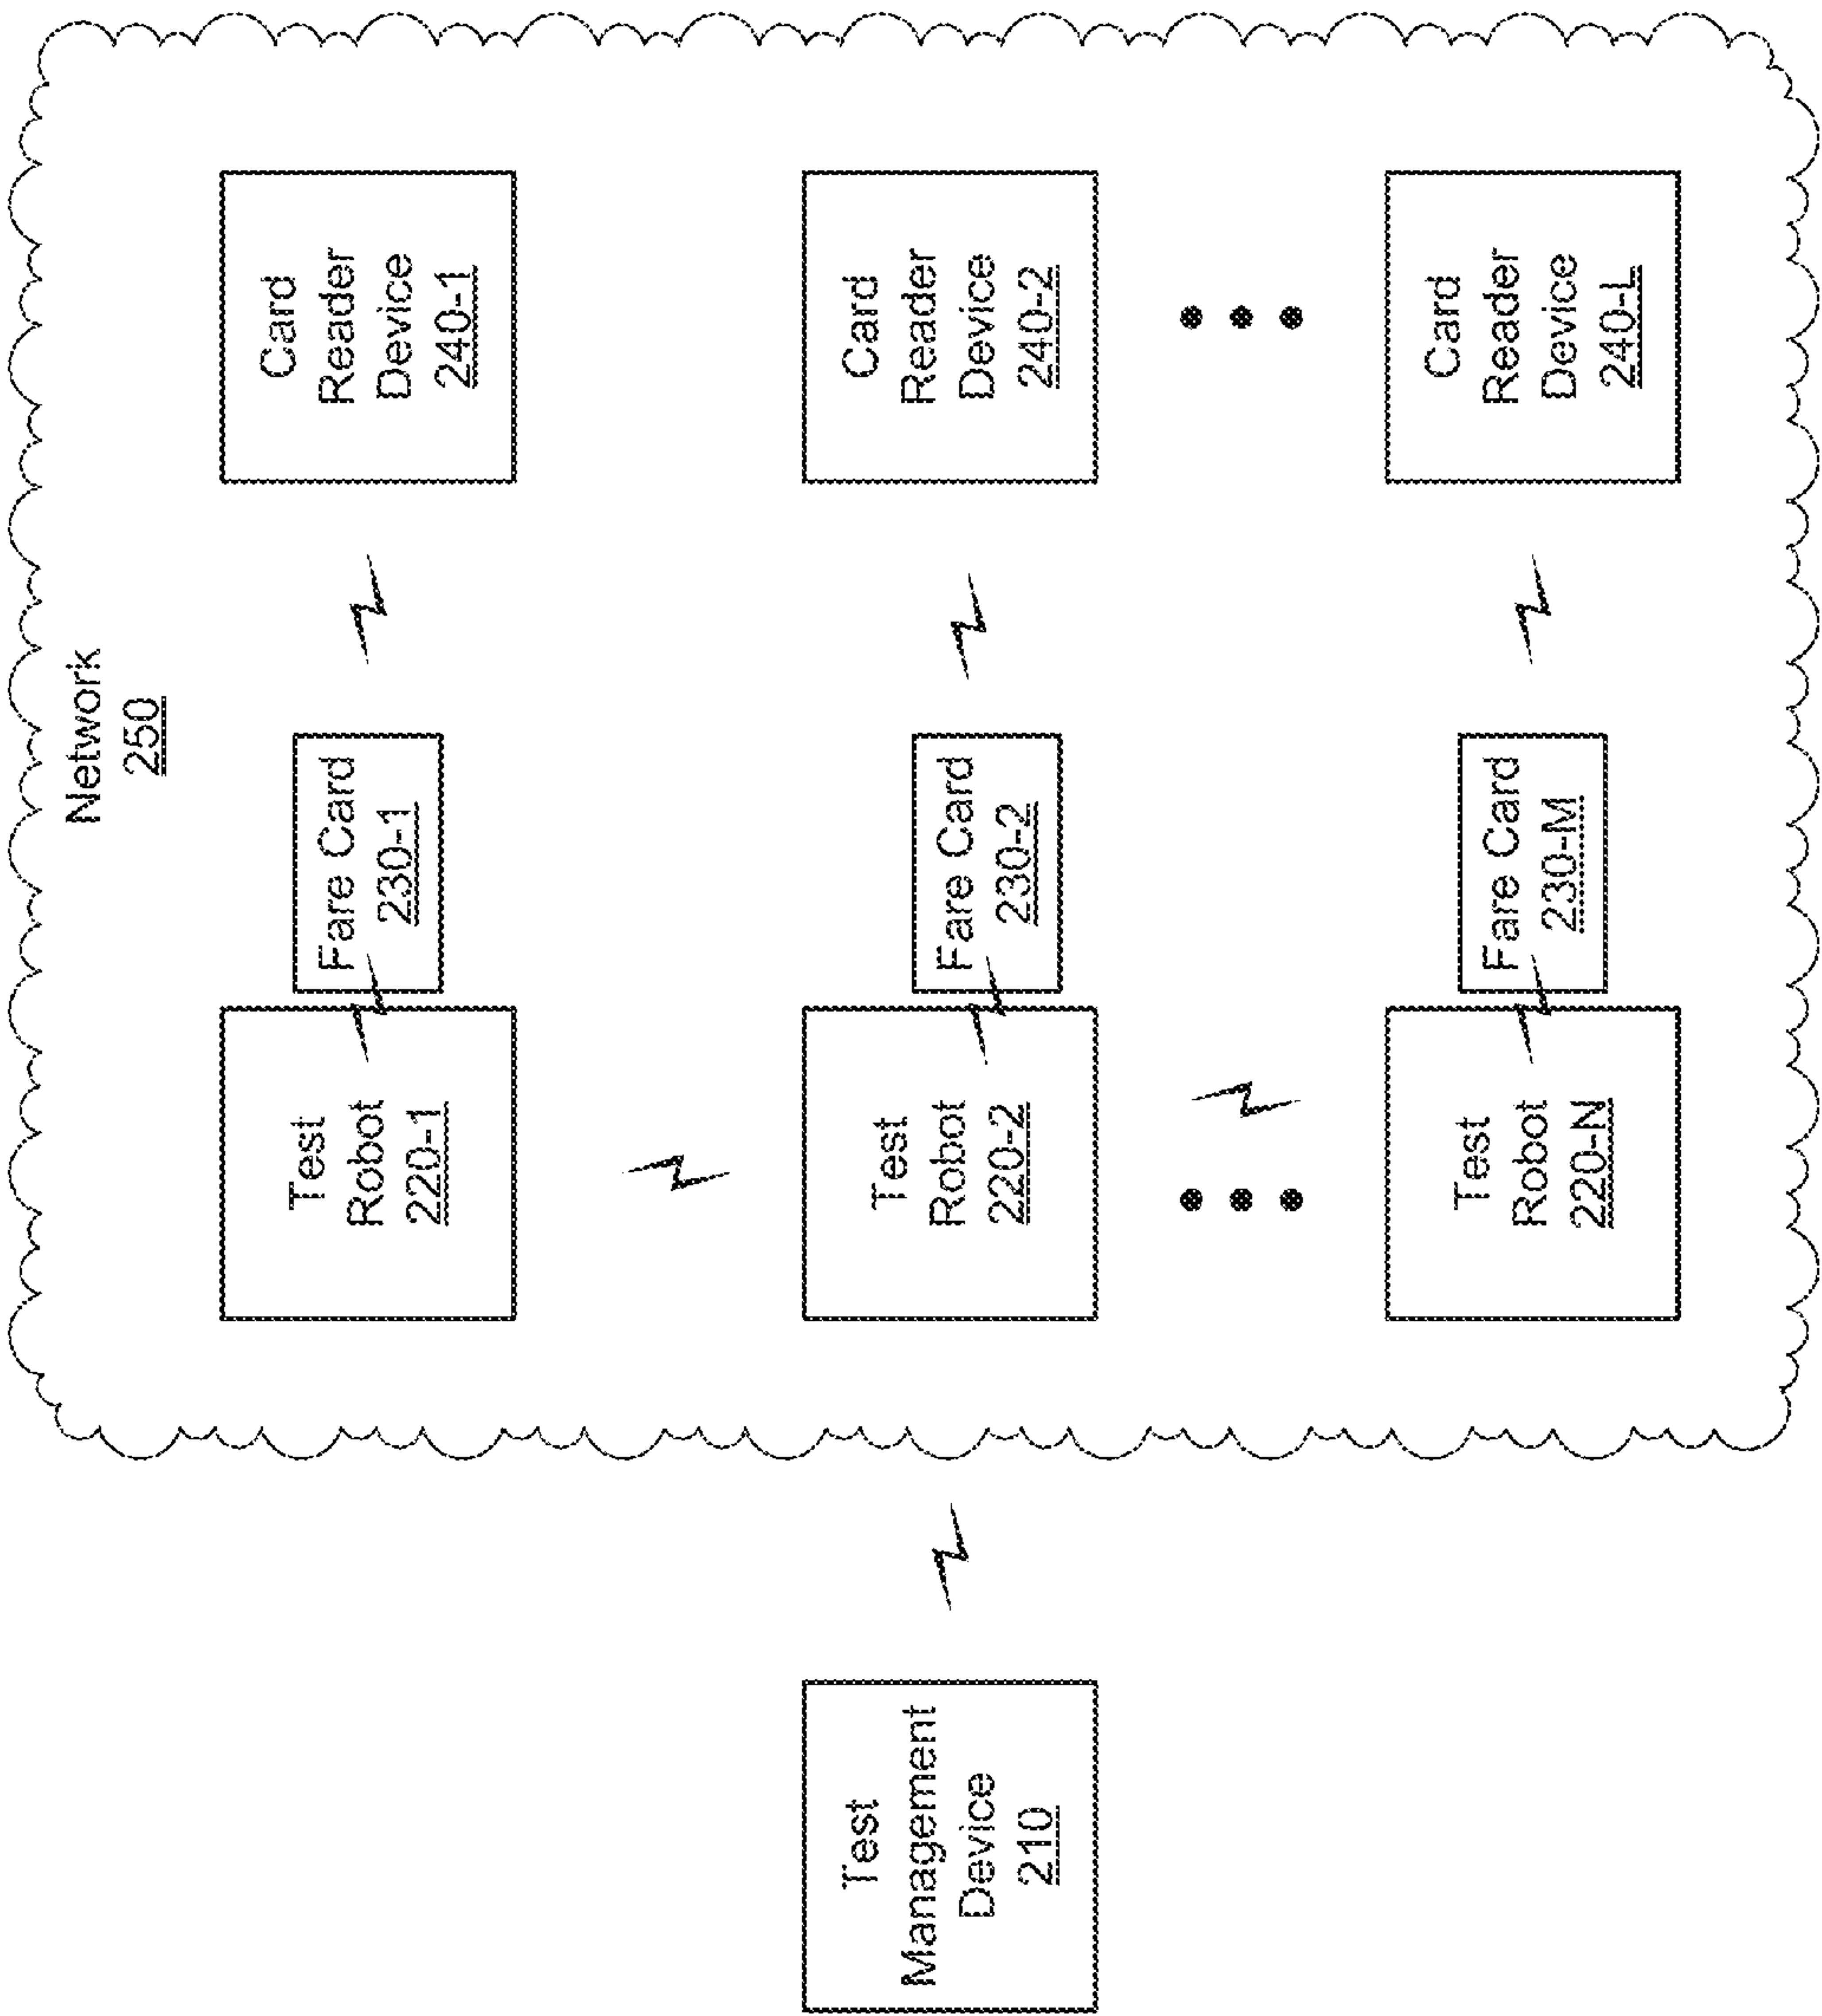 Network
250
Test
Management
Device
210
Test
Robot
220-1
Fare Card
230-1
Card
Reader
Device
240-1
Test
Robot
220-2
Fare Card
230-2
Card
Reader
Device
240-2
Test
Robot
220-N
Fare Card
230-M
Card
Reader
Device
240-L